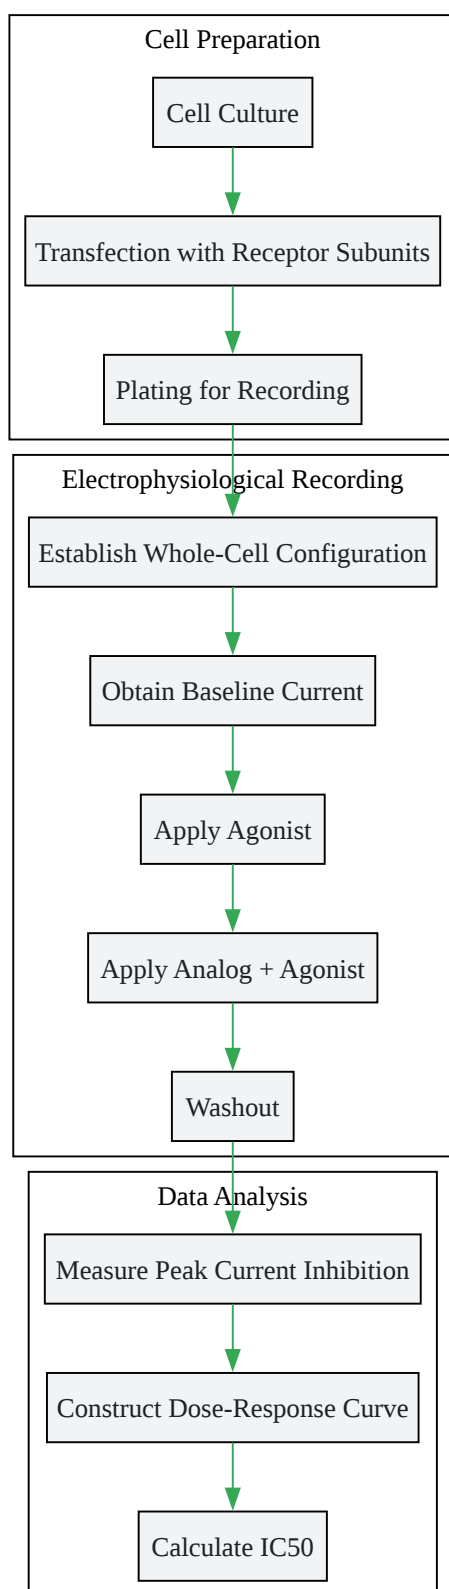 Cell Preparation
Cell Culture
Transfection with Receptor Subunits
Plating for Recording
Electrophysiological Recording
Establish Whole-Cell Configuration
Obtain Baseline Current
Apply Agonist
Apply Analog + Agonist
Washout
Data Analysis
Measure Peak Current Inhibition
Construct Dose-Response Curve
Calculate IC50